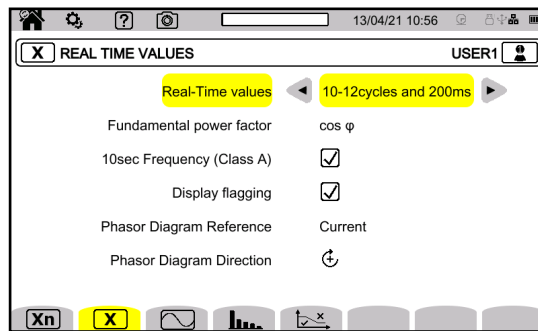 ? 13/04/21 10:56
X REAL TIME VALUES USER1
Real-Time values 10-12cycles and 200ms
Fundamental power factor cos φ
10sec Frequency (Class A)
Display flagging
Phasor Diagram Reference Current
Phasor Diagram Direction +
Xn X x